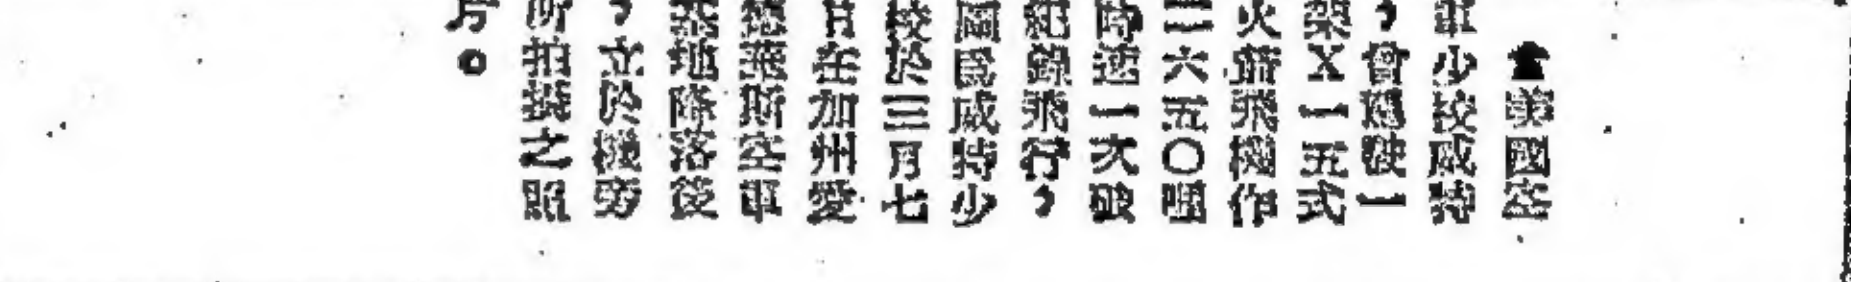 美國空
軍少校威特
，曾駕駛一
架X一五式
火箭飛機作
二六五〇哩
時速一次破
紀錄飛行，
圖爲威特少
校於三月七
日在加州愛
德華斯空軍
基地降落後
，立於機旁
所拍攝之照
片。